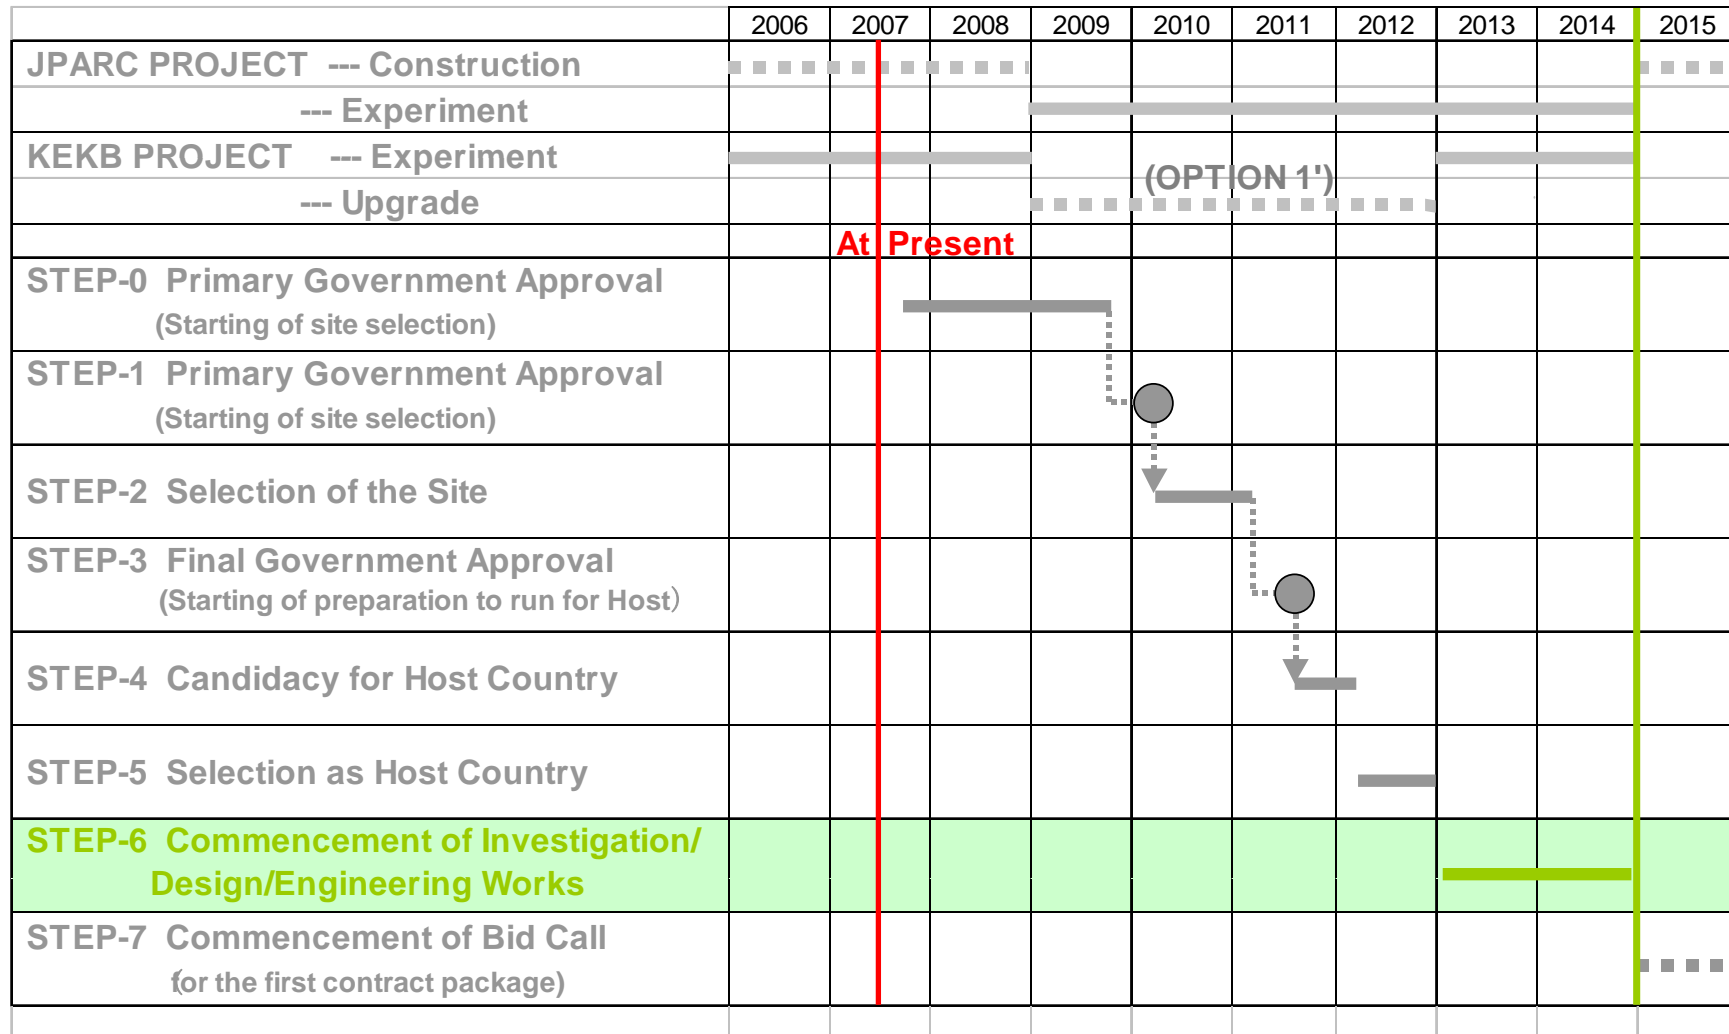 2006 2007 2008 2009 2010 2011 2012 2013 2014 2015
JPARC PROJECT --- Construction
--- Experiment
KEKB PROJECT --- Experiment
(OPTION 1')
--- Upgrade
At Present
STEP-0 Primary Government Approval
(Starting of site selection)
STEP-1 Primary Government Approval
(Starting of site selection)
STEP-2 Selection of the Site
STEP-3 Final Government Approval
(Starting of preparation to run for Host）
STEP-4 Candidacy for Host Country
STEP-5 Selection as Host Country
STEP-6 Commencement of Investigation/
Design/Engineering Works
STEP-7 Commencement of Bid Call
(for the first contract package)